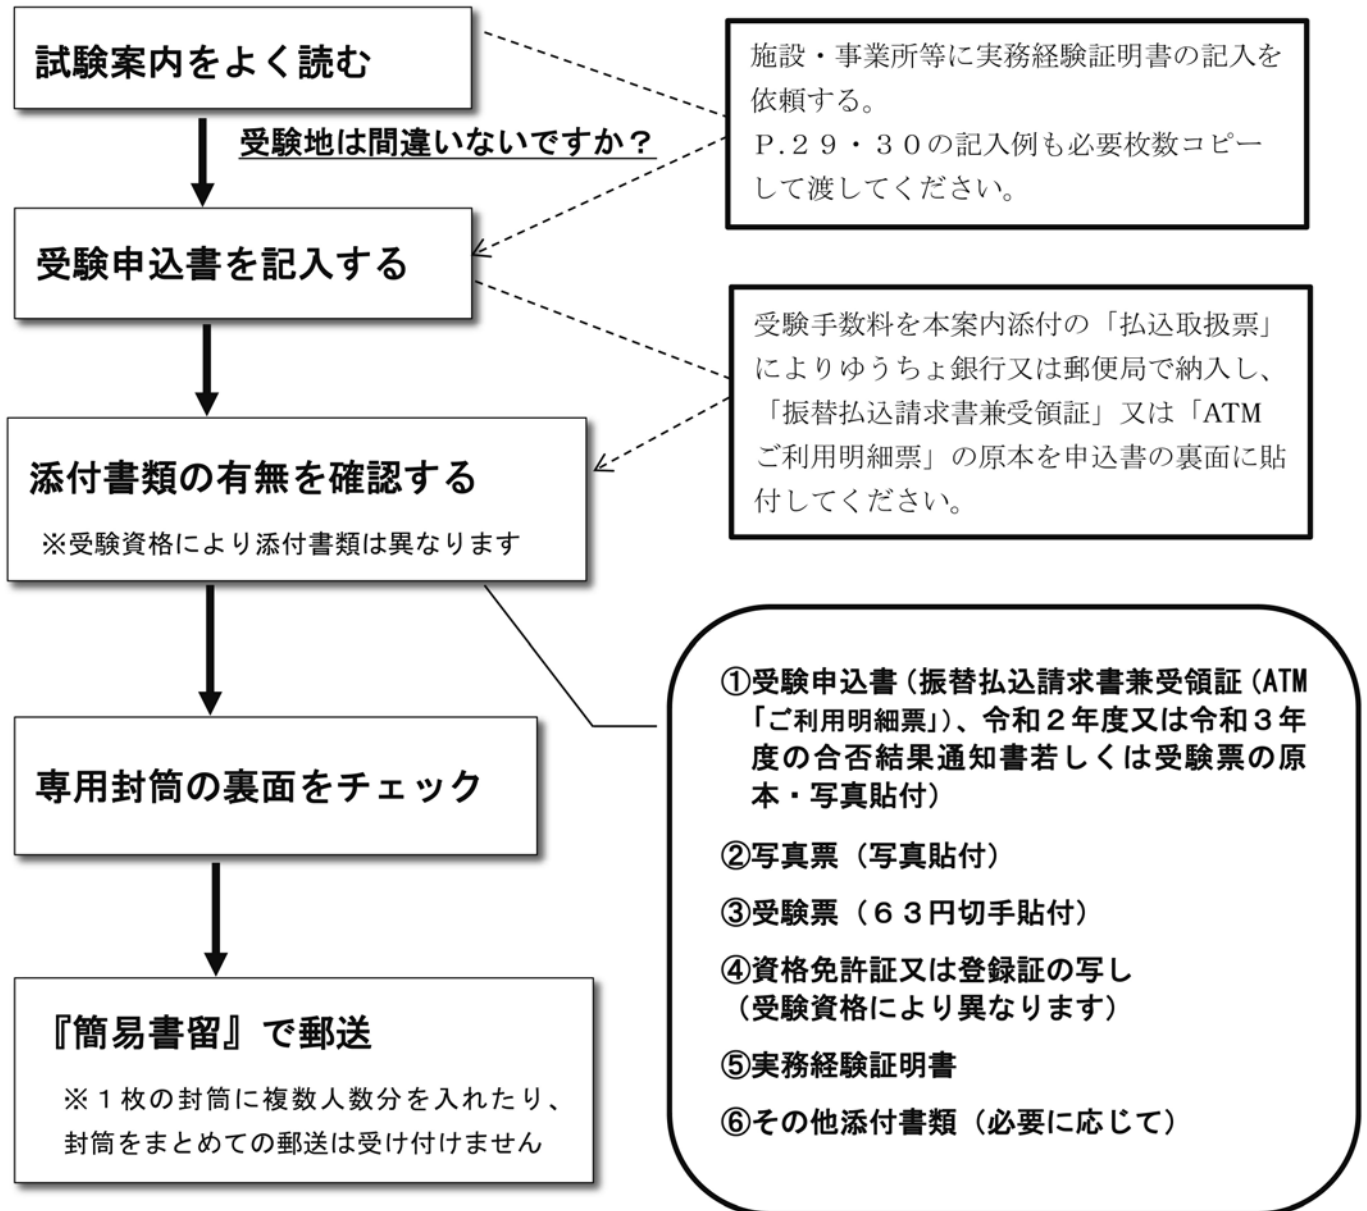 試験案内をよく読む
施設・事業所等に実務経験証明書の記入を
依頼する。
Ｐ.２９・３０の記入例も必要枚数コピー
して渡してください。
受験地は間違いないですか？
受験申込書を記入する
受験手数料を本案内添付の「払込取扱票」
によりゆうちょ銀行又は郵便局で納入し、
「振替払込請求書兼受領証」又は「ATM
ご利用明細票」の原本を申込書の裏面に貼
付してください。
添付書類の有無を確認する
※受験資格により添付書類は異なります
①受験申込書（振替払込請求書兼受領証（ATM
「ご利用明細票」）、令和２年度又は令和３年
度の合否結果通知書若しくは受験票の原
本・写真貼付）
②写真票（写真貼付）
③受験票（６３円切手貼付）
④資格免許証又は登録証の写し
（受験資格により異なります）
⑤実務経験証明書
⑥その他添付書類（必要に応じて）
専用封筒の裏面をチェック
『簡易書留』で郵送
※１枚の封筒に複数人数分を入れたり、
封筒をまとめての郵送は受け付けません